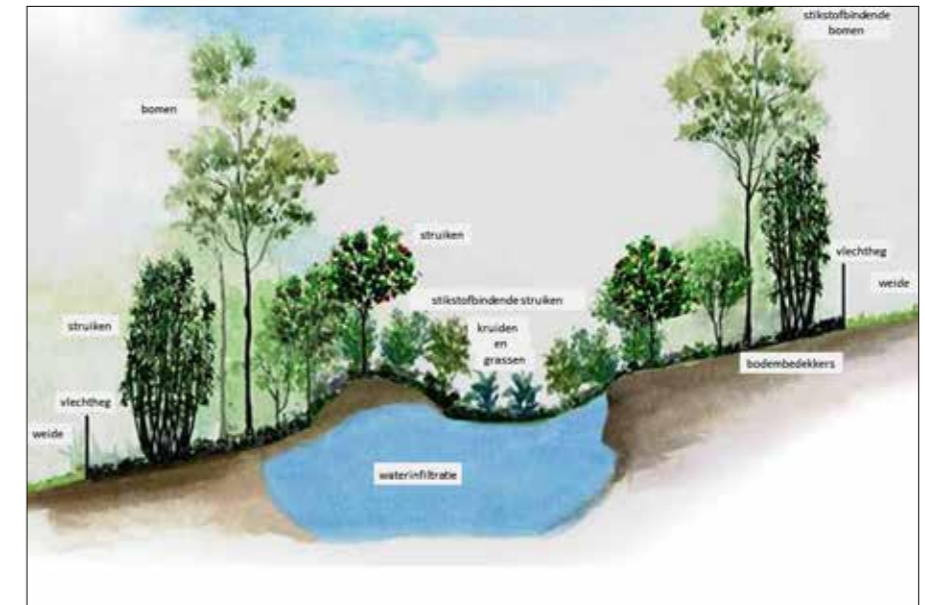 stikstofbindende
bomen
bomen
struiken
vlechtheg
weide
stikstofbindende struiken
struiken
kruiden
en
grassen
bodembedekkers
vlechtheg
weide
waterinfiltratie